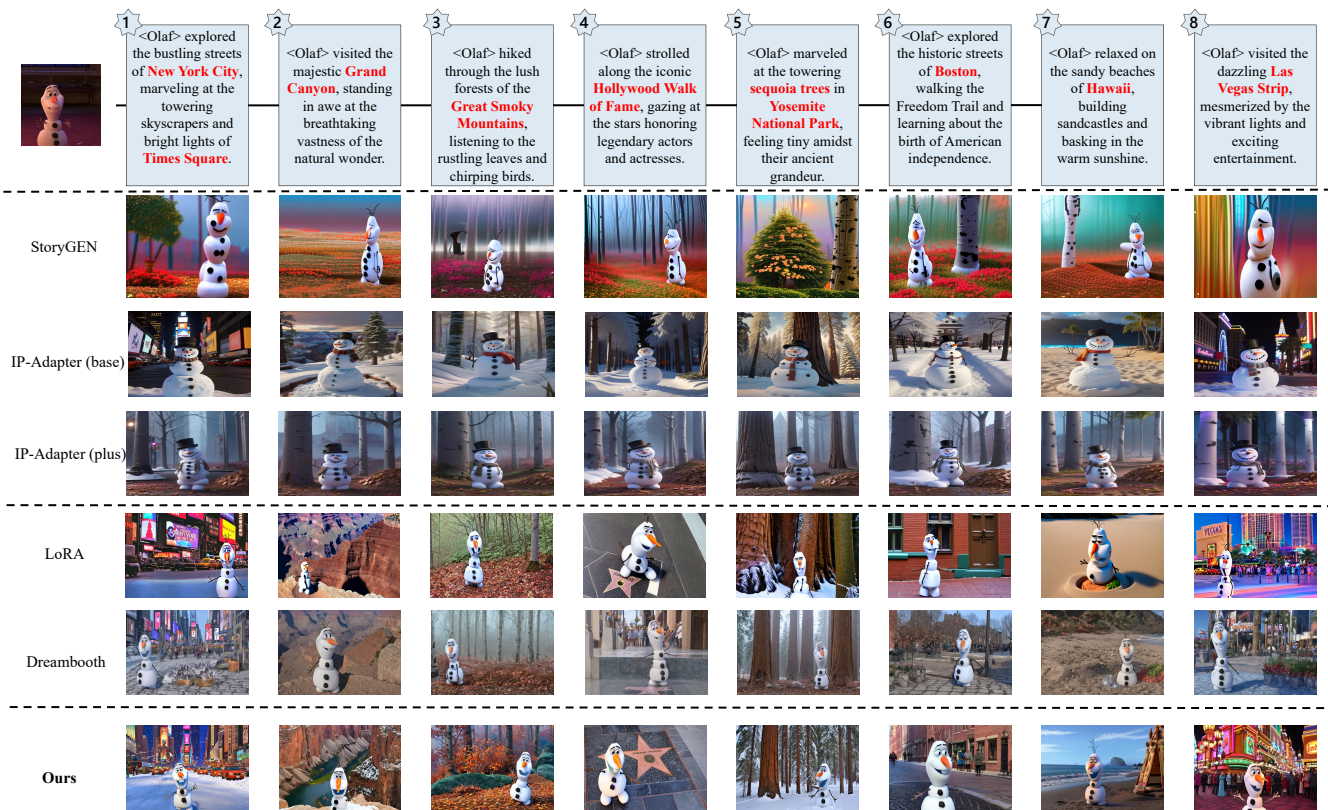 1
<Olaf> explored
the bustling streets
of New York City,
marveling at the
towering
skyscrapers and
bright lights of
Times Square.
2
<Olaf> visited the
majestic Grand
Canyon, standing
in awe at the
breathtaking
vastness of the
natural wonder.
3
<Olaf> hiked
through the lush
forests of the
Great Smoky
Mountains,
listening to the
rustling leaves and
chirping birds.
4
<Olaf> strolled
along the iconic
Hollywood Walk
of Fame, gazing at
the stars honoring
legendary actors
and actresses.
5
<Olaf> marveled
at the towering
sequoia trees in
Yosemite
National Park,
feeling tiny amidst
their ancient
grandeur.
6
<Olaf> explored
the historic streets
of Boston,
walking the
Freedom Trail and
learning about the
birth of American
independence.
7
<Olaf> relaxed on
the sandy beaches
of Hawaii,
building
sandcastles and
basking in the
warm sunshine.
8
<Olaf> visited the
dazzling Las
Vegas Strip,
mesmerized by the
vibrant lights and
exciting
entertainment.
StoryGEN
IP-Adapter (base)
IP-Adapter (plus)
LoRA
Dreambooth
Ours